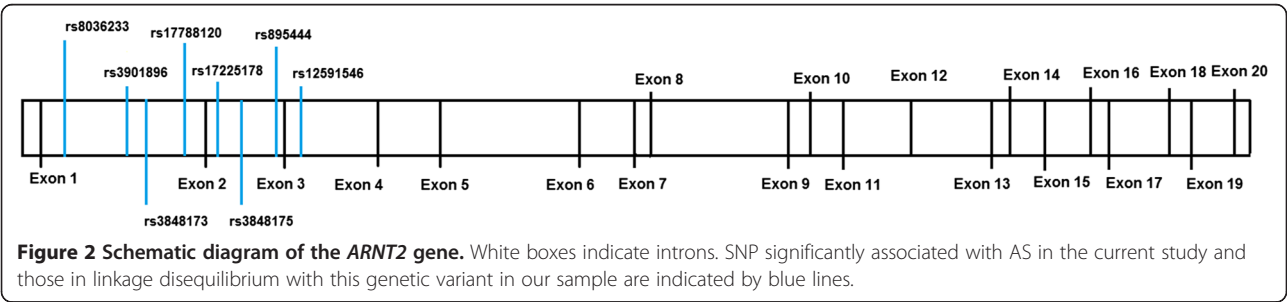 rs8036233
rs17788120
rs895444
rs3901896
rs17225178
rs12591546
Exon 8
Exon 10
Exon 12
Exon 14
Exon 16
Exon 18
Exon 20
Exon 1
Exon 2
Exon 3
Exon 4
Exon 5
Exon 6
Exon 7
Exon 9
Exon 11
Exon 13
Exon 15
Exon 17
Exon 19
rs3848173
rs3848175
Figure 2 Schematic diagram of the ARNT2 gene. White boxes indicate introns. SNP significantly associated with AS in the current study and
those in linkage disequilibrium with this genetic variant in our sample are indicated by blue lines.